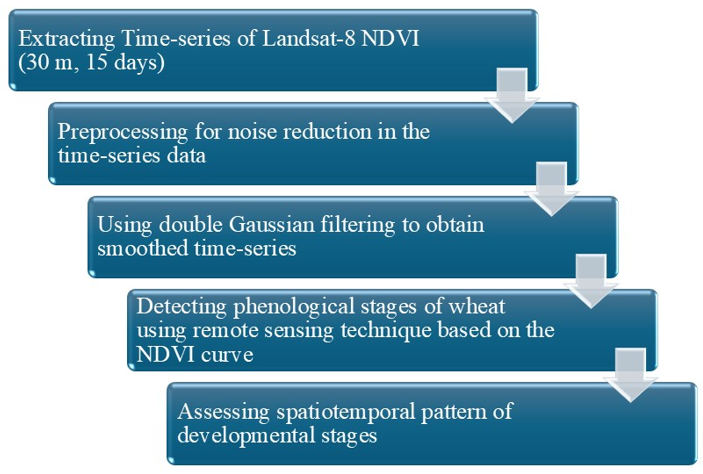 Extracting Time-series of Landsat-8 NDVI
(30 m, 15 days)
Preprocessing for noise reduction in the
time-series data
Using double Gaussian filtering to obtain
smoothed time-series
Detecting phenological stages of wheat
using remote sensing technique based on the
NDVI curve
Assessing spatiotemporal pattern of
developmental stages